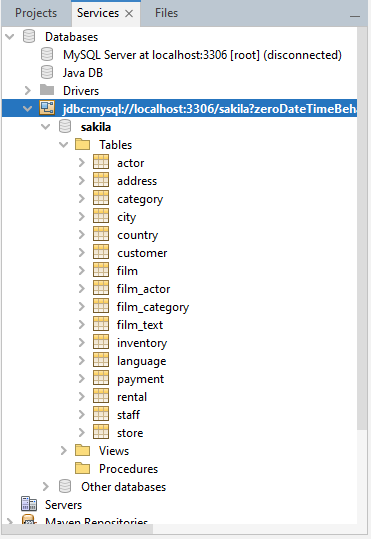 Projects Services Files
Databases
MySQL Server at localhost:3306 [root] (disconnected)
Java DB
Drivers
jdbc:mysql://localhost:3306/sakila?zeroDateTimeBeha
sakila
Tables
actor
address
category
city
country
customer
film
film_actor
film_category
film_text
inventory
language
payment
rental
staff
store
Views
Procedures
Other databases
Servers
Maven Repositories